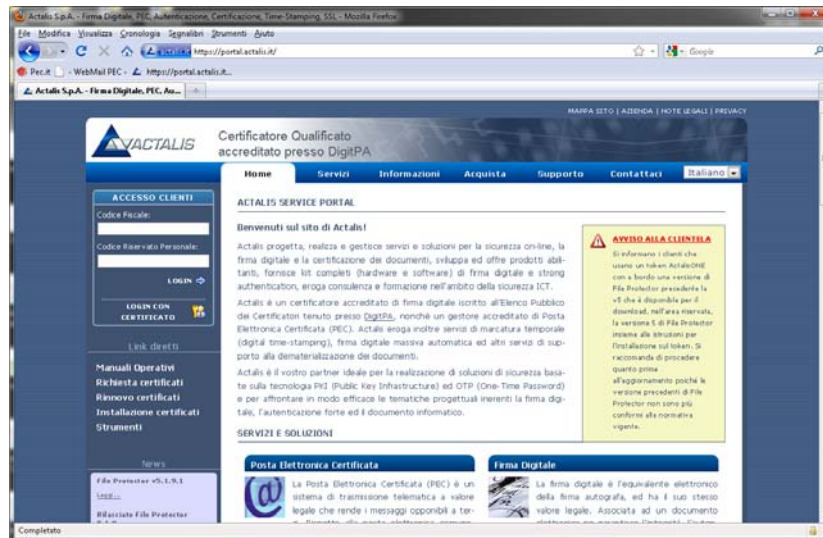 Actalis S.p.A. - Firma Digitale, PEC, Autenticazione, Certificazione, Time-Stamping, SSL - Mozilla Firefox
File Modifica Visualizza Cronologia Segnalibri Strumenti Aiuto
https://portal.actalis.it/
Google
Pec.it - WebMail PEC - https://portal.actalis.it...
Actalis S.p.A. - Firma Digitale, PEC, Au...
MAPPA SITO | AZIENDA | NOTE LEGALI | PRIVACY
ACTALIS
Certificatore Qualificato
accreditato presso DigitPA
Home Servizi Informazioni Acquista Supporto Contattaci Italiano
ACCESSO CLIENTI
Codice Fiscale:
Codice Riservato Personale:
LOGIN
LOGIN CON
CERTIFICATO
Link diretti
Manuali Operativi
Richiesta certificati
Rinnovo certificati
Installazione certificati
Strumenti
News
File Protector v5.1.9.1
Leggi...
Rilasciato File Protector
ACTALIS SERVICE PORTAL
Benvenuti sul sito di Actalis!
Actalis progetta, realizza e gestisce servizi e soluzioni per la sicurezza on-line, la
firma digitale e la certificazione dei documenti, sviluppa ed offre prodotti abili-
tanti, fornisce kit completi (hardware e software) di firma digitale e strong
authentication, eroga consulenza e formazione nell'ambito della sicurezza ICT.
Actalis è un certificatore accreditato di firma digitale iscritto all'Elenco Pubblico
dei Certificatori tenuto presso DigitPA, nonché un gestore accreditato di Posta
Elettronica Certificata (PEC). Actalis eroga inoltre servizi di marcatura temporale
(digital time-stamping), firma digitale massiva automatica ed altri servizi di sup-
porto alla dematerializzazione dei documenti.
Actalis è il vostro partner ideale per la realizzazione di soluzioni di sicurezza basa-
te sulla tecnologia PKI (Public Key Infrastructure) ed OTP (One-Time Password)
e per affrontare in modo efficace le tematiche progettuali inerenti la firma digi-
tale, l'autenticazione forte ed il documento informatico.
AVVISO ALLA CLIENTELA
Si informano i clienti che
usano un token ActalisONE
con a bordo una versione di
File Protector precedente la
v5 che è disponibile per il
download, nell'area riservata,
la versione 5 di File Protector
insieme alle istruzioni per
l'installazione sul token. Si
raccomanda di procedere
quanto prima
all'aggiornamento poiché le
versione precedenti di File
Protector non sono più
conformi alla normativa
vigente.
SERVIZI E SOLUZIONI
Posta Elettronica Certificata
La Posta Elettronica Certificata (PEC) è un
sistema di trasmissione telematica a valore
legale che rende i messaggi opponibili a ter-
Firma Digitale
La firma digitale è l'equivalente elettronico
della firma autografa, ed ha il suo stesso
valore legale. Associata ad un documento
Completato